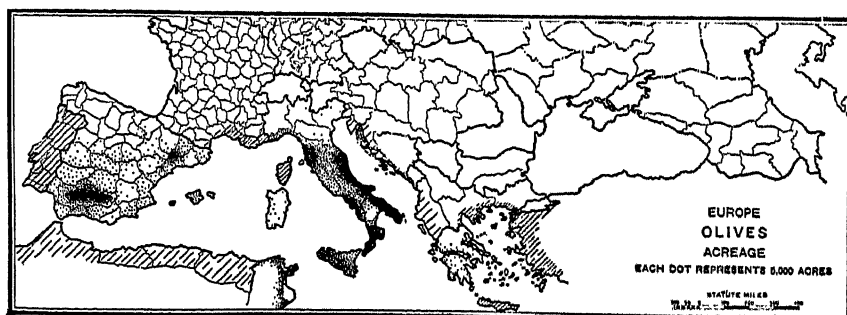 EUROPE
OLIVES
ACREAGE
EACH DOT REPRESENTS 5,000 ACRES
STATUTE MILES